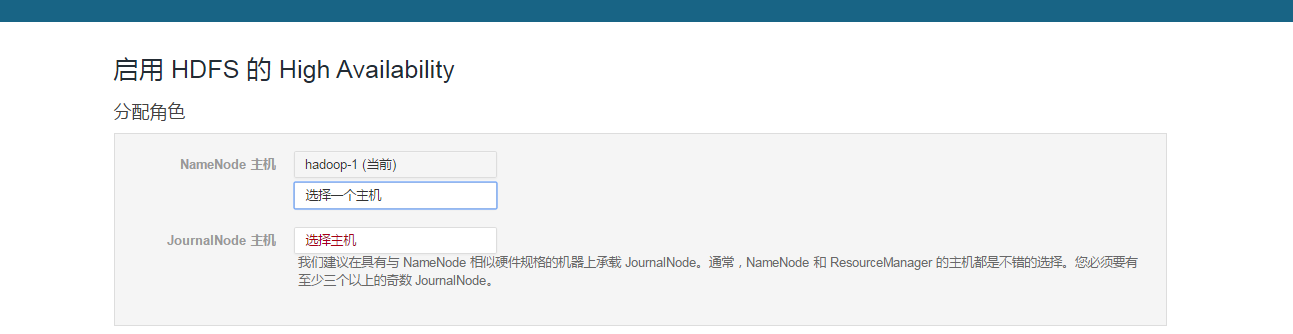 启用 HDFS 的 High Availability
分配角色
NameNode 主机
hadoop-1 (当前)
选择一个主机
JournalNode 主机
选择主机
我们建议在具有与 NameNode 相似硬件规格的机器上承载 JournalNode。通常，NameNode 和 ResourceManager 的主机都是不错的选择。您必须要有
至少三个以上的奇数 JournalNode。